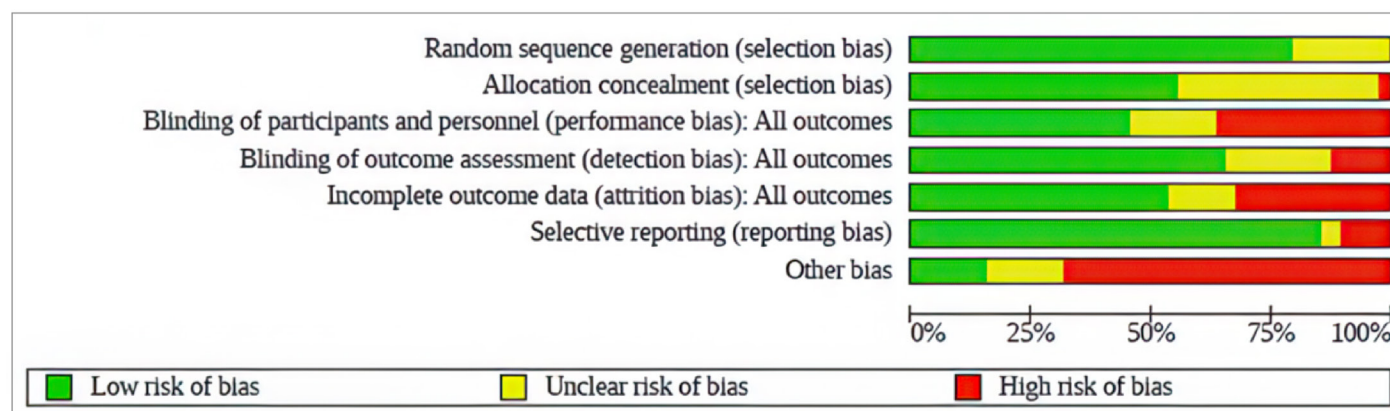 Random sequence generation (selection bias)
Allocation concealment (selection bias)
Blinding of participants and personnel (performance bias): All outcomes
Blinding of outcome assessment (detection bias): All outcomes
Incomplete outcome data (attrition bias): All outcomes
Selective reporting (reporting bias)
Other bias
0% 25% 50% 75% 100%
Low risk of bias Unclear risk of bias High risk of bias